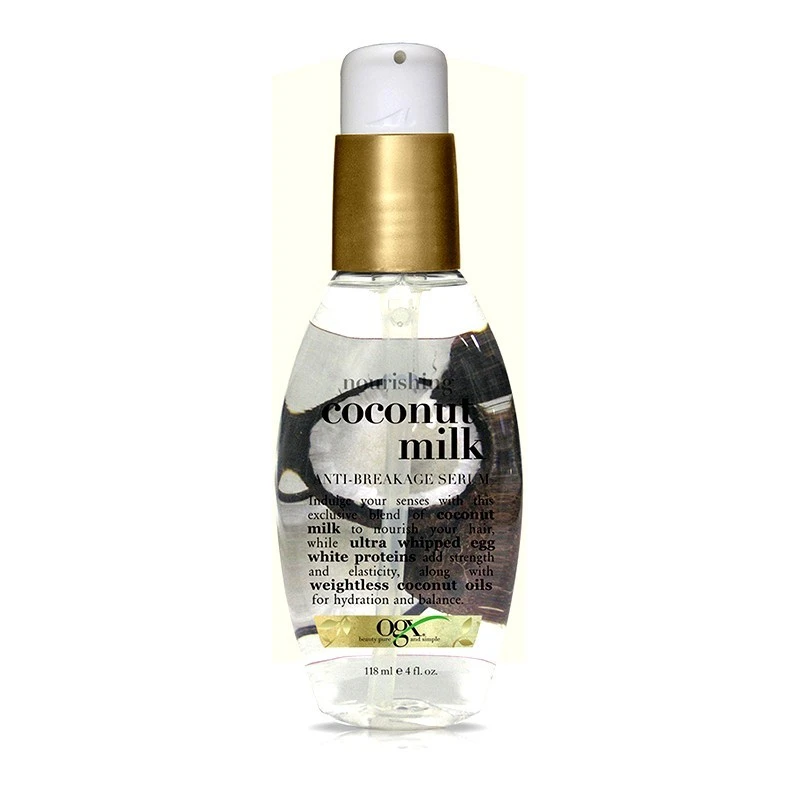 nourishing
coconut
milk
ANTI-BREAKAGE SERUM
Indulge your senses with this
exclusive blend of coconut
milk to nourish your hair,
while ultra whipped egg
white proteins add strength
and elasticity, along with
weightless coconut oils
for hydration and balance.
ogx
beauty pure and simple
118 ml e 4 fl. oz.